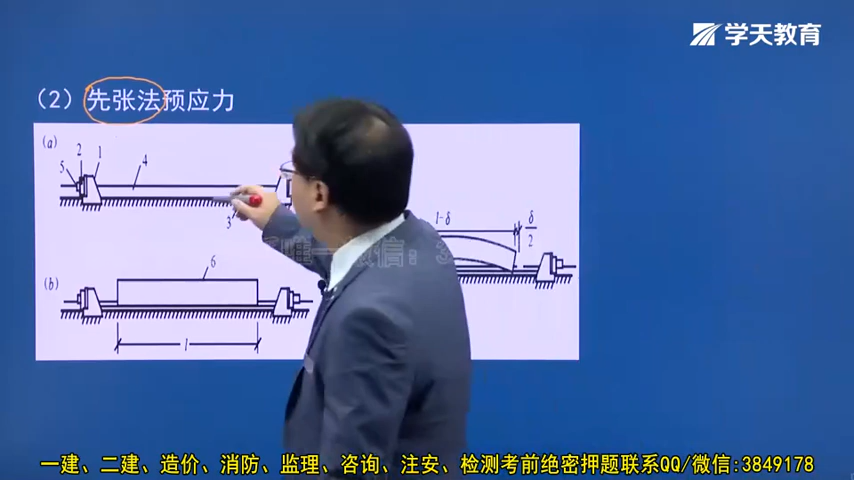 学天教育
（2）先张法预应力
(a)
2
1
5
4
3
l-δ
δ
2
6
(b)
l
一建、二建、造价、消防、监理、咨询、注安、检测考前绝密押题联系QQ/微信:3849178